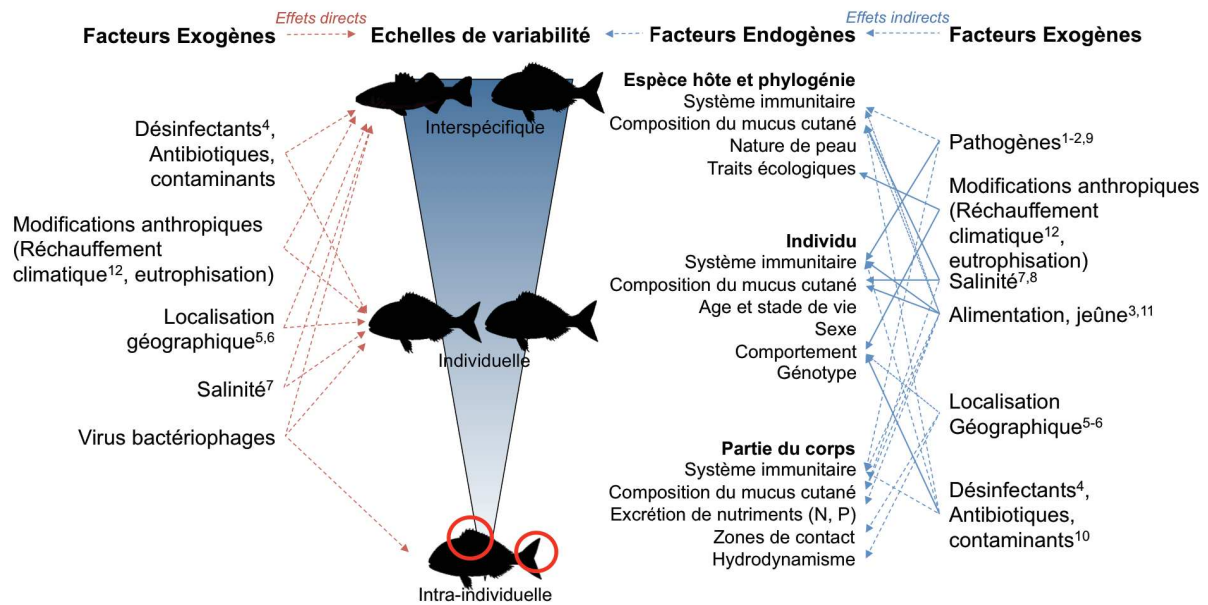 Effets directs
Effets indirects
Facteurs Exogènes
Echelles de variabilité
Facteurs Endogènes
Facteurs Exogènes
Désinfectants⁴,
Antibiotiques,
contaminants
Modifications anthropiques
(Réchauffement
climatique¹², eutrophisation)
Localisation
géographique⁵,⁶
Salinité⁷
Virus bactériophages
Interspécifique
Individuelle
Intra-individuelle
Espèce hôte et phylogénie
Système immunitaire
Composition du mucus cutané
Nature de peau
Traits écologiques
Individu
Système immunitaire
Composition du mucus cutané
Age et stade de vie
Sexe
Comportement
Génotype
Partie du corps
Système immunitaire
Composition du mucus cutané
Excrétion de nutriments (N, P)
Zones de contact
Hydrodynamisme
Pathogènes¹⁻²,⁹
Modifications anthropiques
(Réchauffement
climatique¹², eutrophisation)
Salinité⁷,⁸
Alimentation, jeûne³,¹¹
Localisation
Géographique⁵⁻⁶
Désinfectants⁴,
Antibiotiques,
contaminants¹⁰